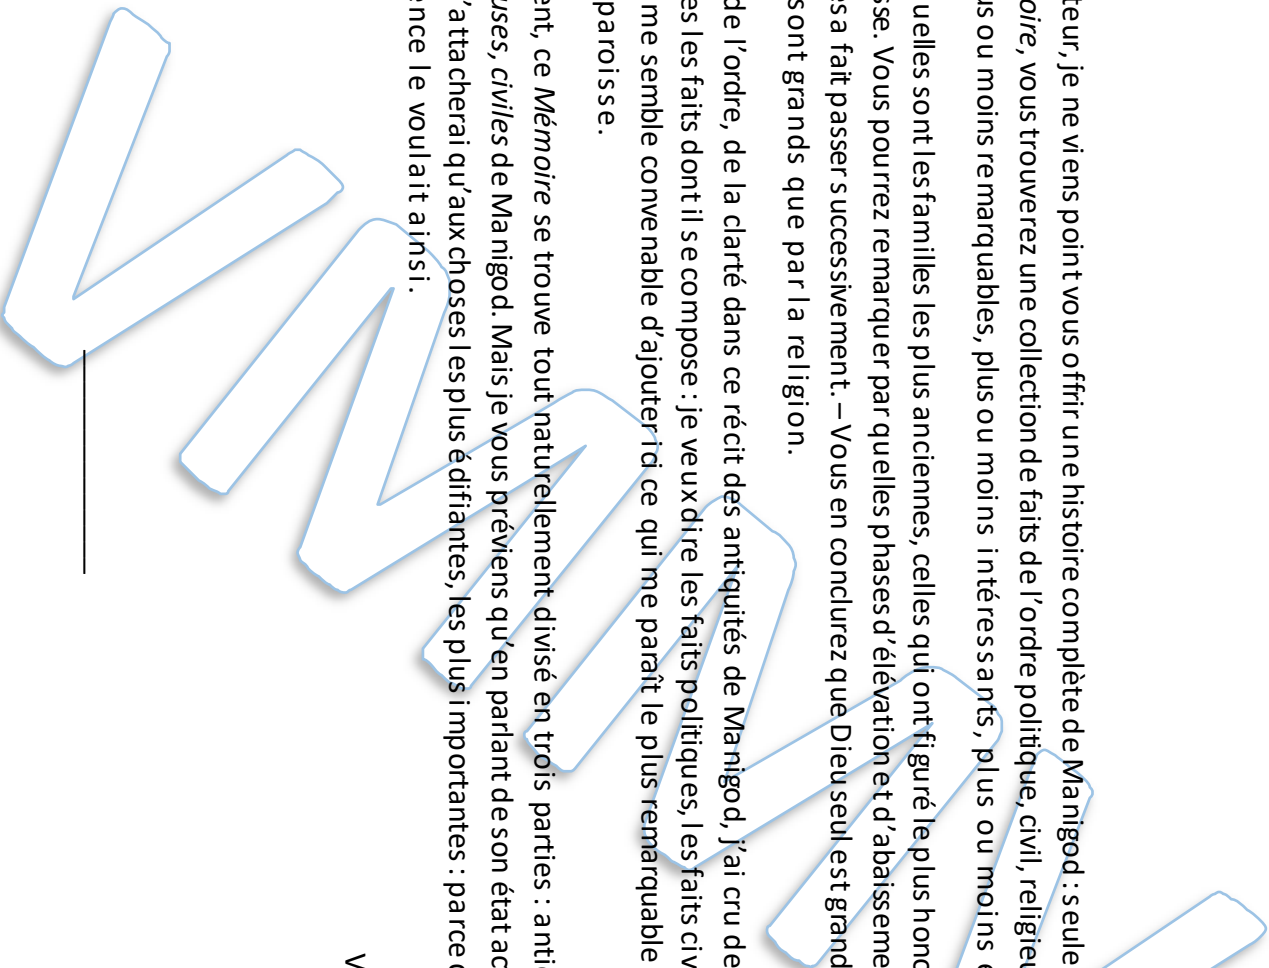 teur, je ne viens point vous offrir une histoire complète de Manigod : seule
oire, vous trouverez une collection de faits de l’ordre politique, civil, religieu
us ou moins remarquables, plus ou moins intéressants, plus ou moins e
uelles sont les familles les plus anciennes, celles qui ont figuré le plus hono
sse. Vous pourrez remarquer par quelles phases d’élévation et d’abaisseme
es a fait passer successivement. – Vous en conclurez que Dieu seul est grand
sont grands que par la religion.
de l’ordre, de la clarté dans ce récit des antiquités de Manigod, j’ai cru de
es les faits dont il se compose : je veux dire les faits politiques, les faits civ
me semble convenable d’ajouter ici ce qui me paraît le plus remarquable
paroisse.
ent, ce Mémoire se trouve tout naturellement divisé en trois parties : anti
uses, civiles de Manigod. Mais je vous préviens qu’en parlant de son état ac
’attacherai qu’aux choses les plus édifiantes, les plus importantes : parce
ence le voulait ainsi.
V